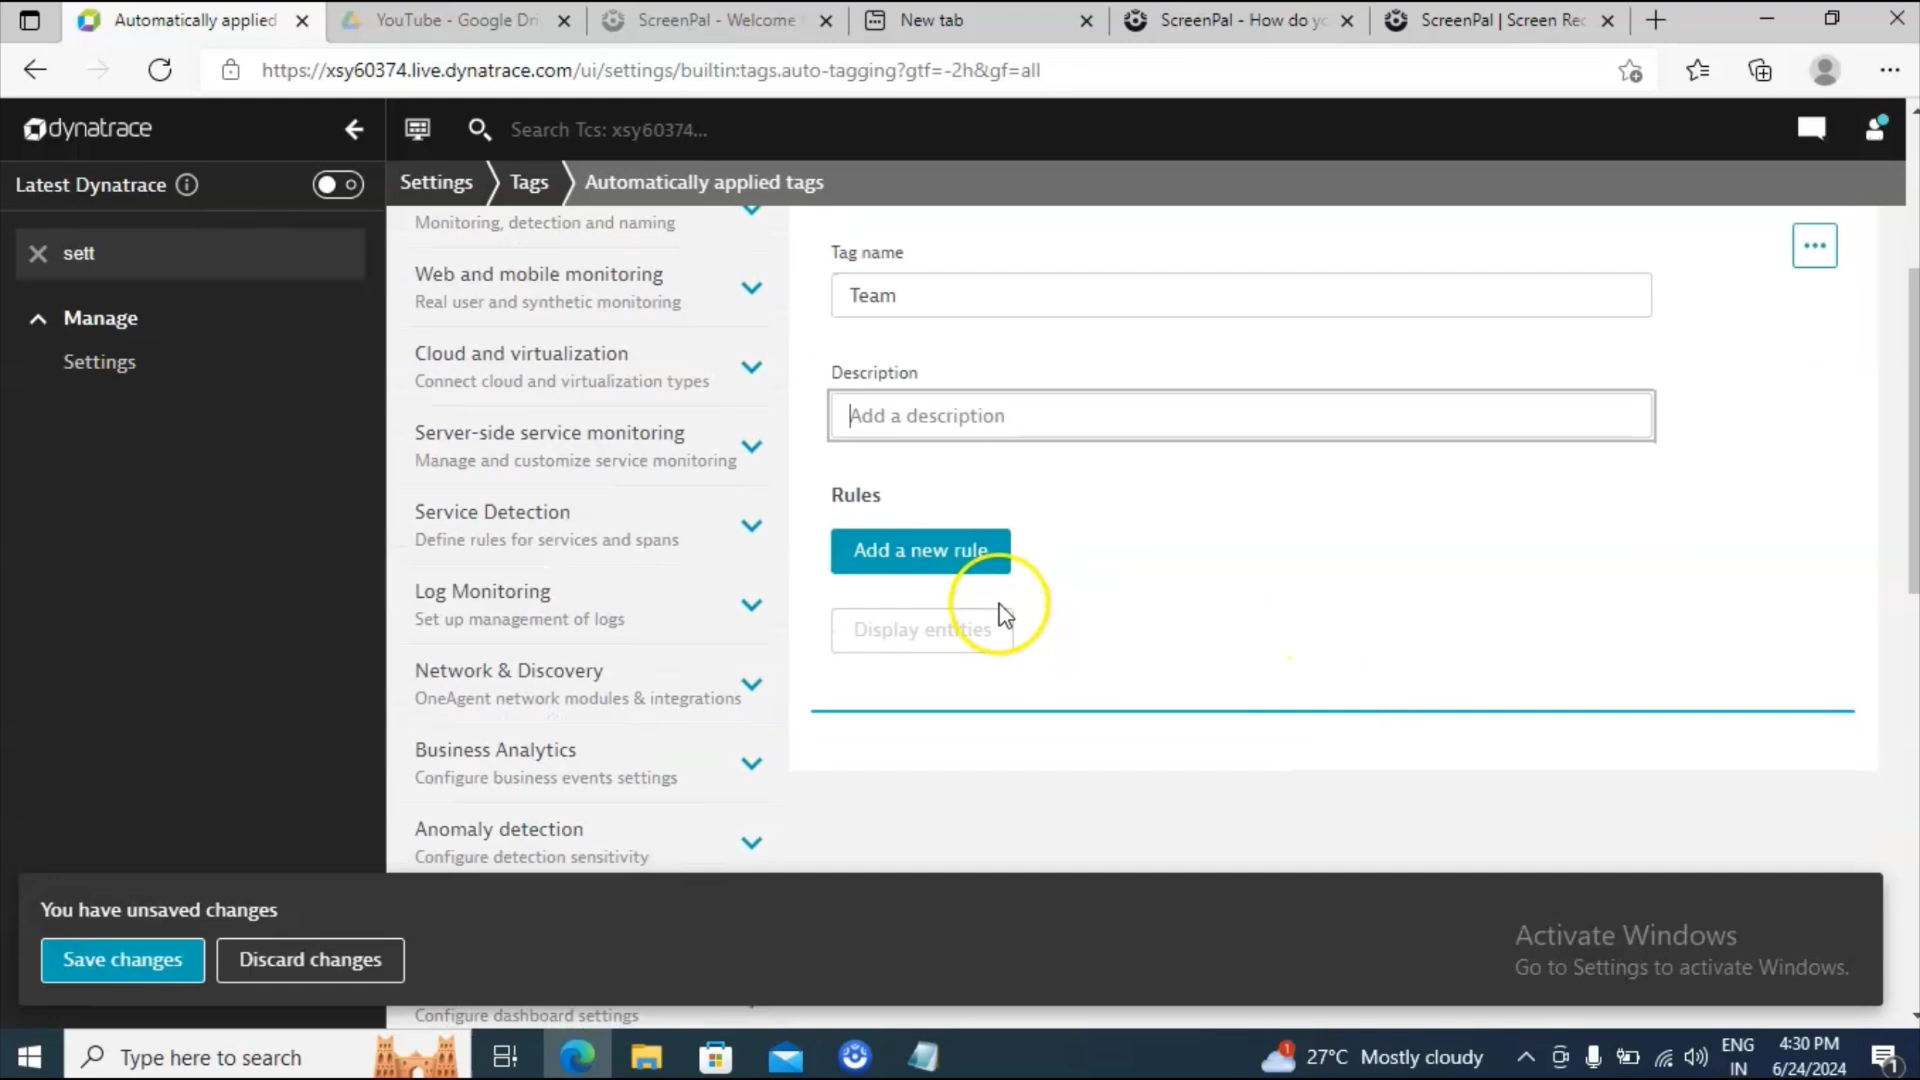 Automatically applied
YouTube - Google Dri
ScreenPal - Welcome
New tab
ScreenPal - How do yo
ScreenPal | Screen Rec
https://xsy60374.live.dynatrace.com/ui/settings/builtin:tags.auto-tagging?gtf=-2h&gf=all
dynatrace
Search Tcs: xsy60374...
Latest Dynatrace
Settings
Tags
Automatically applied tags
sett
Manage
Settings
Monitoring, detection and naming
Web and mobile monitoring
Real user and synthetic monitoring
Cloud and virtualization
Connect cloud and virtualization types
Server-side service monitoring
Manage and customize service monitoring
Service Detection
Define rules for services and spans
Log Monitoring
Set up management of logs
Network & Discovery
OneAgent network modules & integrations
Business Analytics
Configure business events settings
Anomaly detection
Configure detection sensitivity
Configure dashboard settings
Tag name
Team
Description
Add a description
Rules
Add a new rule
Display entities
You have unsaved changes
Save changes
Discard changes
Activate Windows
Go to Settings to activate Windows.
Type here to search
1
27°C Mostly cloudy
ENG
IN
4:30 PM
6/24/2024
1